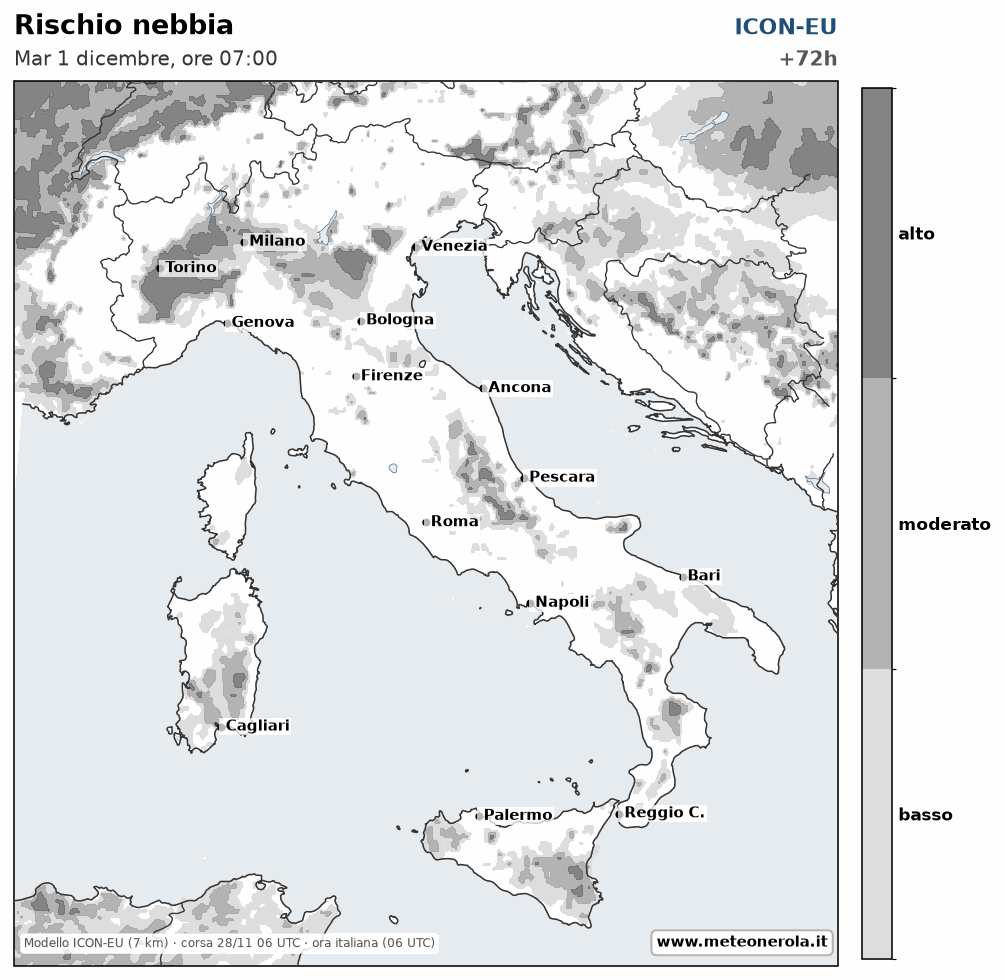 Rischio nebbia
ICON-EU
Mar 1 dicembre, ore 07:00
+72h
alto
Milano
Venezia
Torino
Genova
Bologna
Firenze
Ancona
Pescara
Roma
moderato
Bari
Napoli
Cagliari
Palermo
Reggio C.
basso
Modello ICON-EU (7 km) · corsa 28/11 06 UTC · ora italiana (06 UTC)
www.meteonerola.it